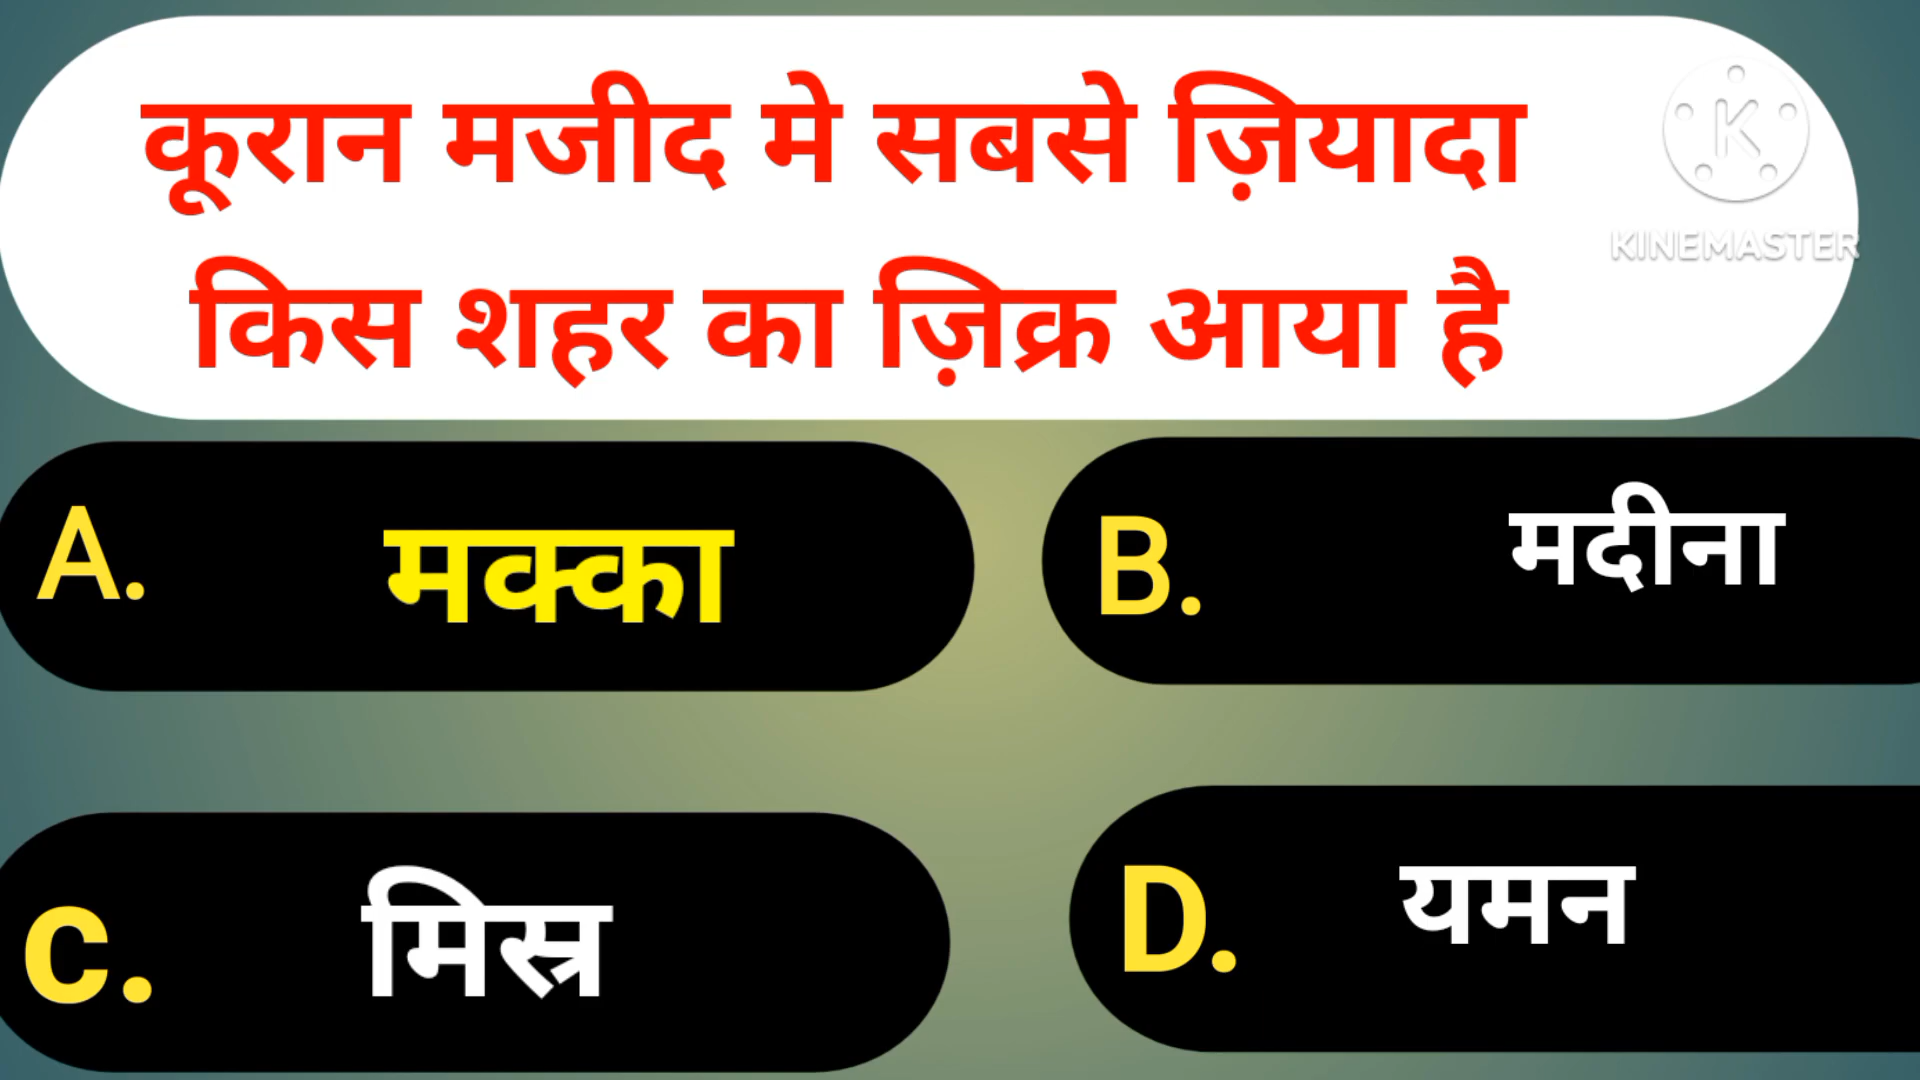 कूरान मजीद मे सबसे ज़ियादा
किस शहर का ज़िक्र आया है
KINEMASTER
A. मक्का
B. मदीना
C. मिस्र
D. यमन